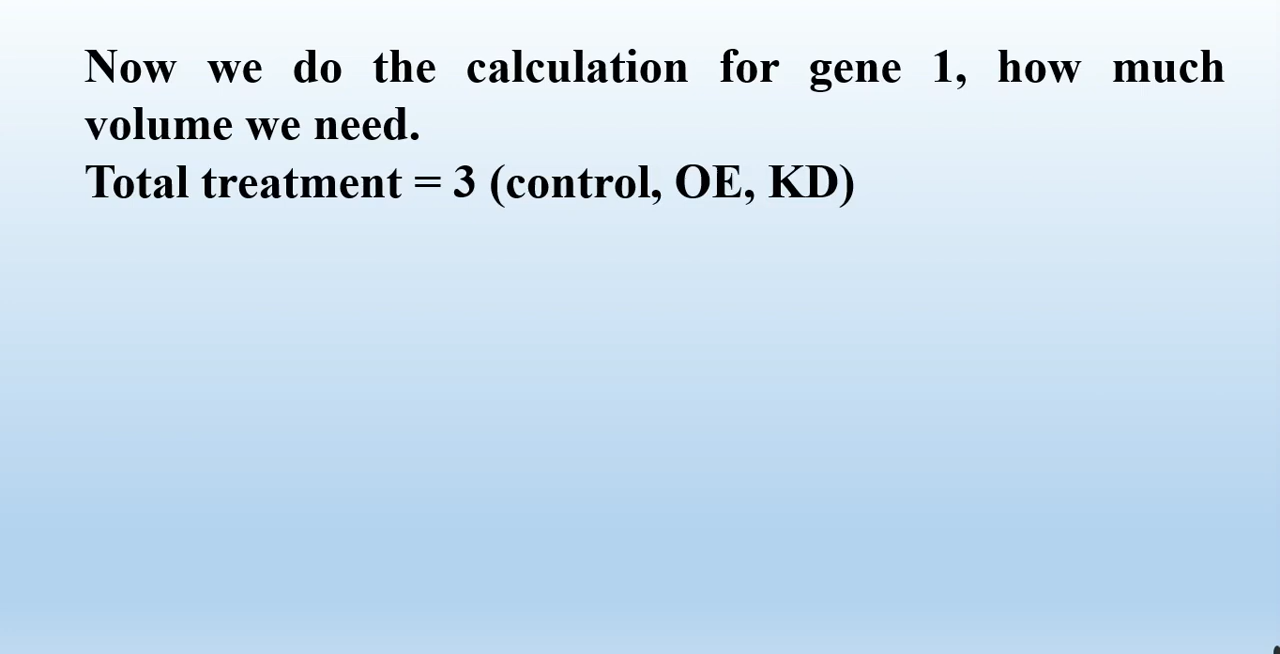 Now we do the calculation for gene 1, how much
volume we need.
Total treatment = 3 (control, OE, KD)